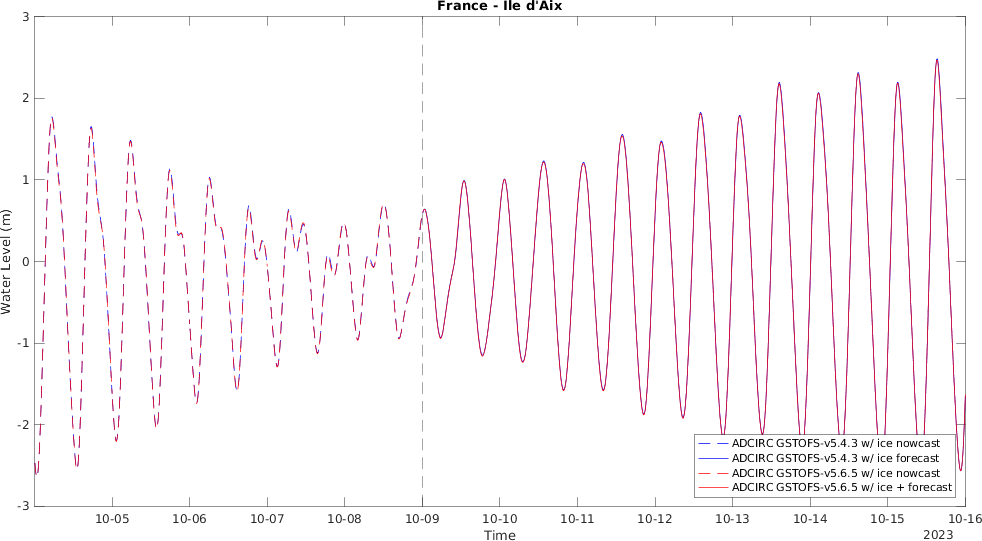 France - Ile d'Aix
3
2
1
0
-1
-2
-3
Water Level (m)
ADCIRC GSTOFS-v5.4.3 w/ ice nowcast
ADCIRC GSTOFS-v5.4.3 w/ ice forecast
ADCIRC GSTOFS-v5.6.5 w/ ice nowcast
ADCIRC GSTOFS-v5.6.5 w/ ice + forecast
10-05 10-06 10-07 10-08 10-09 10-10 10-11 10-12 10-13 10-14 10-15 10-16
Time
2023